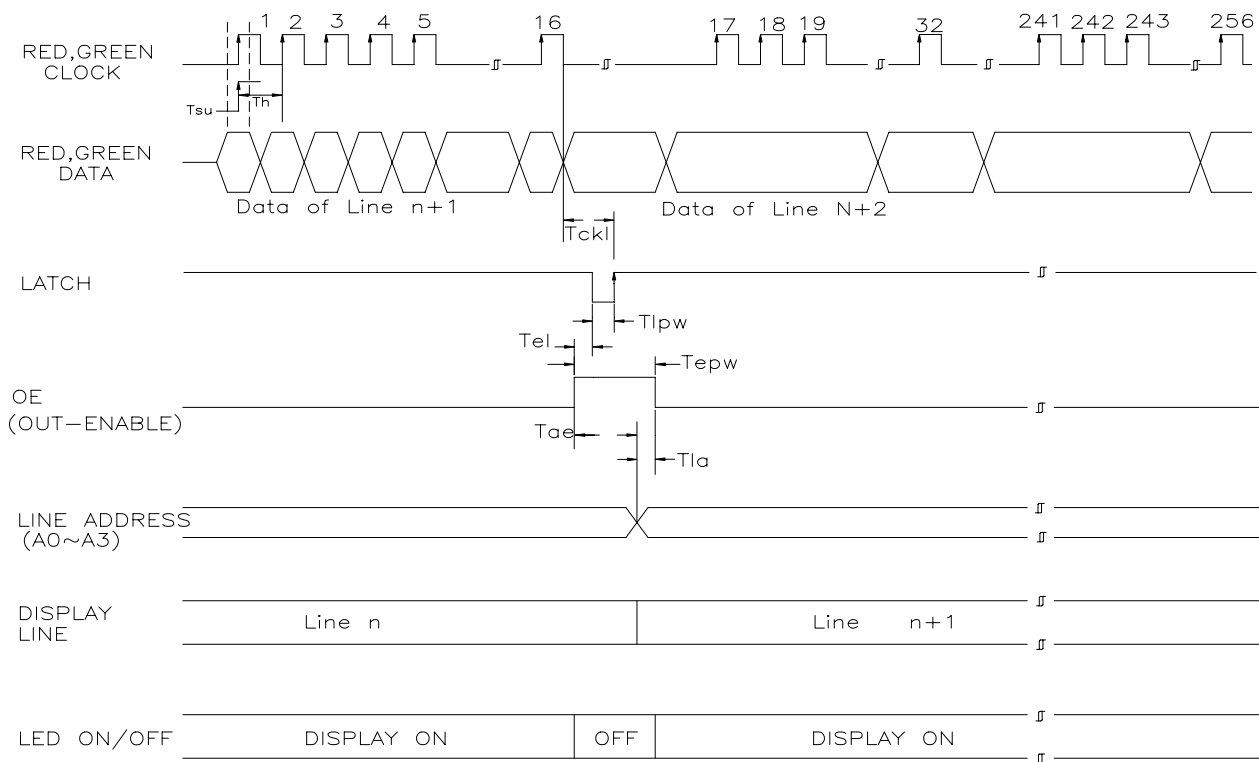 1 2 3 4 5 16 17 18 19 32 241 242 243 256
RED,GREEN
CLOCK
Tsu
Th
RED,GREEN
DATA
Data of Line n+1
Data of Line N+2
Tckl
LATCH
Tlpw
Tel
Tepw
OE
(OUT-ENABLE)
Tae
Tla
LINE ADDRESS
(A0~A3)
DISPLAY
LINE
Line n
Line n+1
LED ON/OFF
DISPLAY ON
OFF
DISPLAY ON